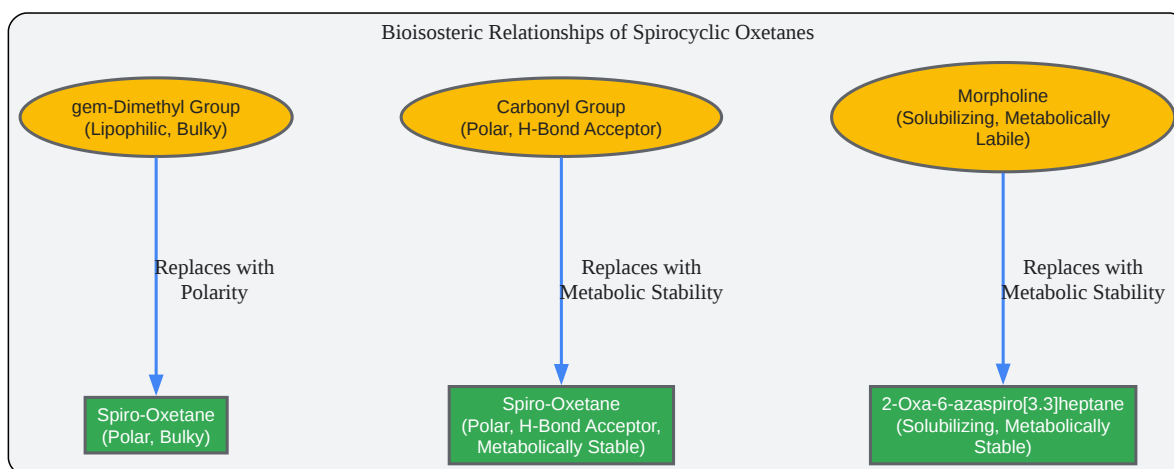 Bioisosteric Relationships of Spirocyclic Oxetanes
gem-Dimethyl Group
(Lipophilic, Bulky)
Carbonyl Group
(Polar, H-Bond Acceptor)
Morpholine
(Solubilizing, Metabolically
Labile)
Replaces with
Polarity
Replaces with
Metabolic Stability
Replaces with
Metabolic Stability
Spiro-Oxetane
(Polar, Bulky)
Spiro-Oxetane
(Polar, H-Bond Acceptor,
Metabolically Stable)
2-Oxa-6-azaspiro[3.3]heptane
(Solubilizing, Metabolically
Stable)